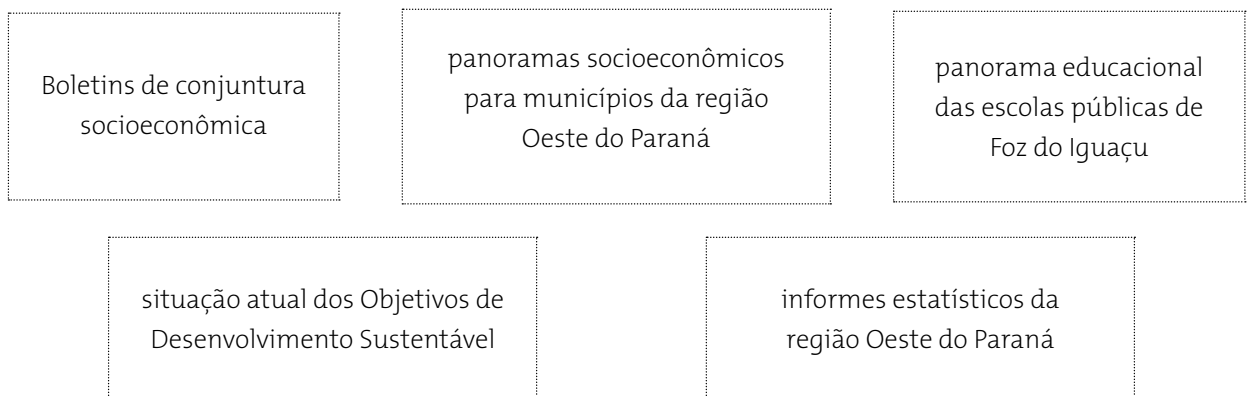 Boletins de conjuntura
socioeconômica
panoramas socioeconômicos
para municípios da região
Oeste do Paraná
panorama educacional
das escolas públicas de
Foz do Iguaçu
situação atual dos Objetivos de
Desenvolvimento Sustentável
informes estatísticos da
região Oeste do Paraná